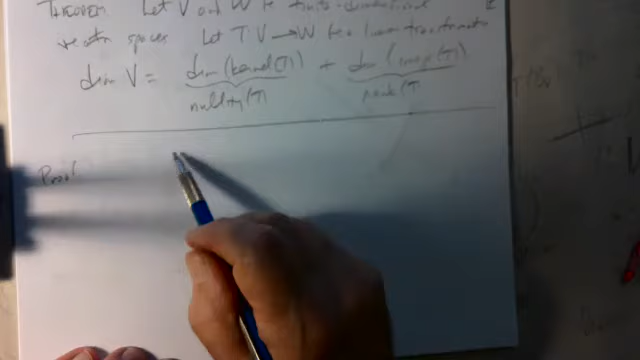 THEOREM Let V and W be finite-dimensional
vector spaces Let T V → W be a linear
dim V = dim (kernel(T)) + dim (image(T))
nullity(T) rank(T
Proof